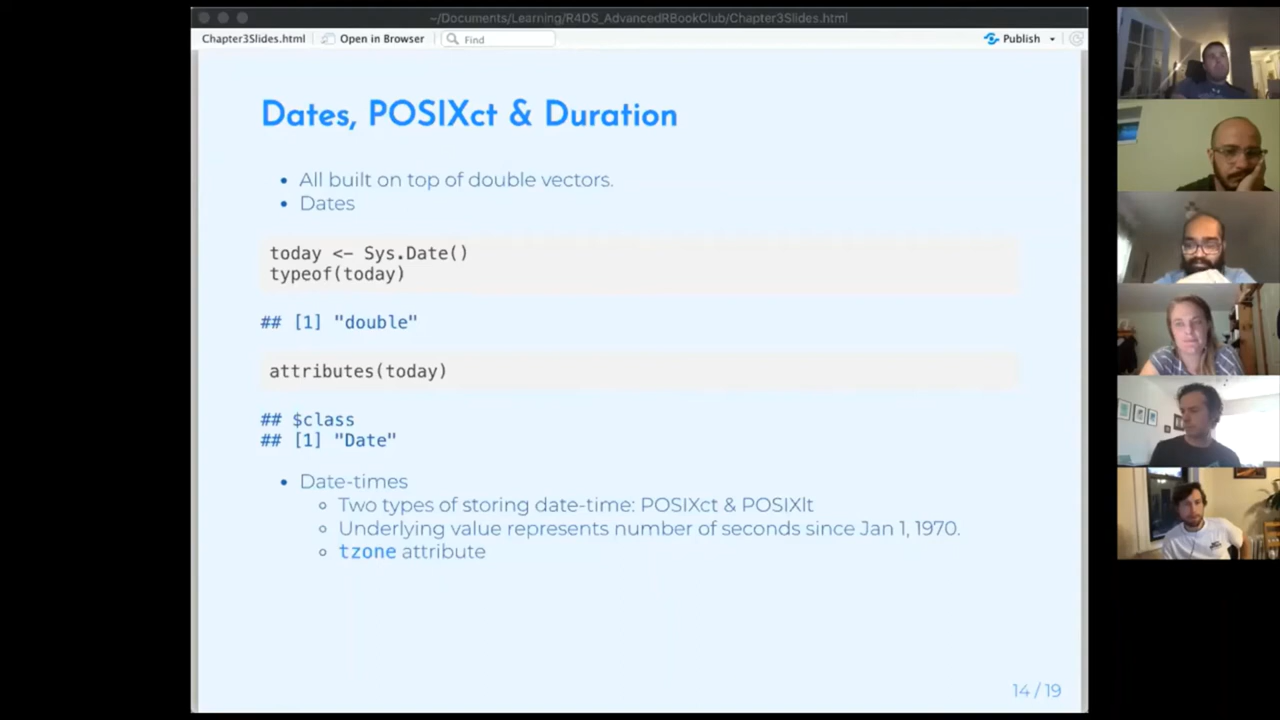 ~/Documents/Learning/R4DS_AdvancedRBookClub/Chapter3Slides.html
Chapter3Slides.html Open in Browser Find Publish
Dates, POSIXct & Duration
• All built on top of double vectors.
• Dates
today <- Sys.Date()
typeof(today)
## [1] "double"
attributes(today)
## $class
## [1] "Date"
• Date-times
○ Two types of storing date-time: POSIXct & POSIXlt
○ Underlying value represents number of seconds since Jan 1, 1970.
○ tzone attribute
14 / 19